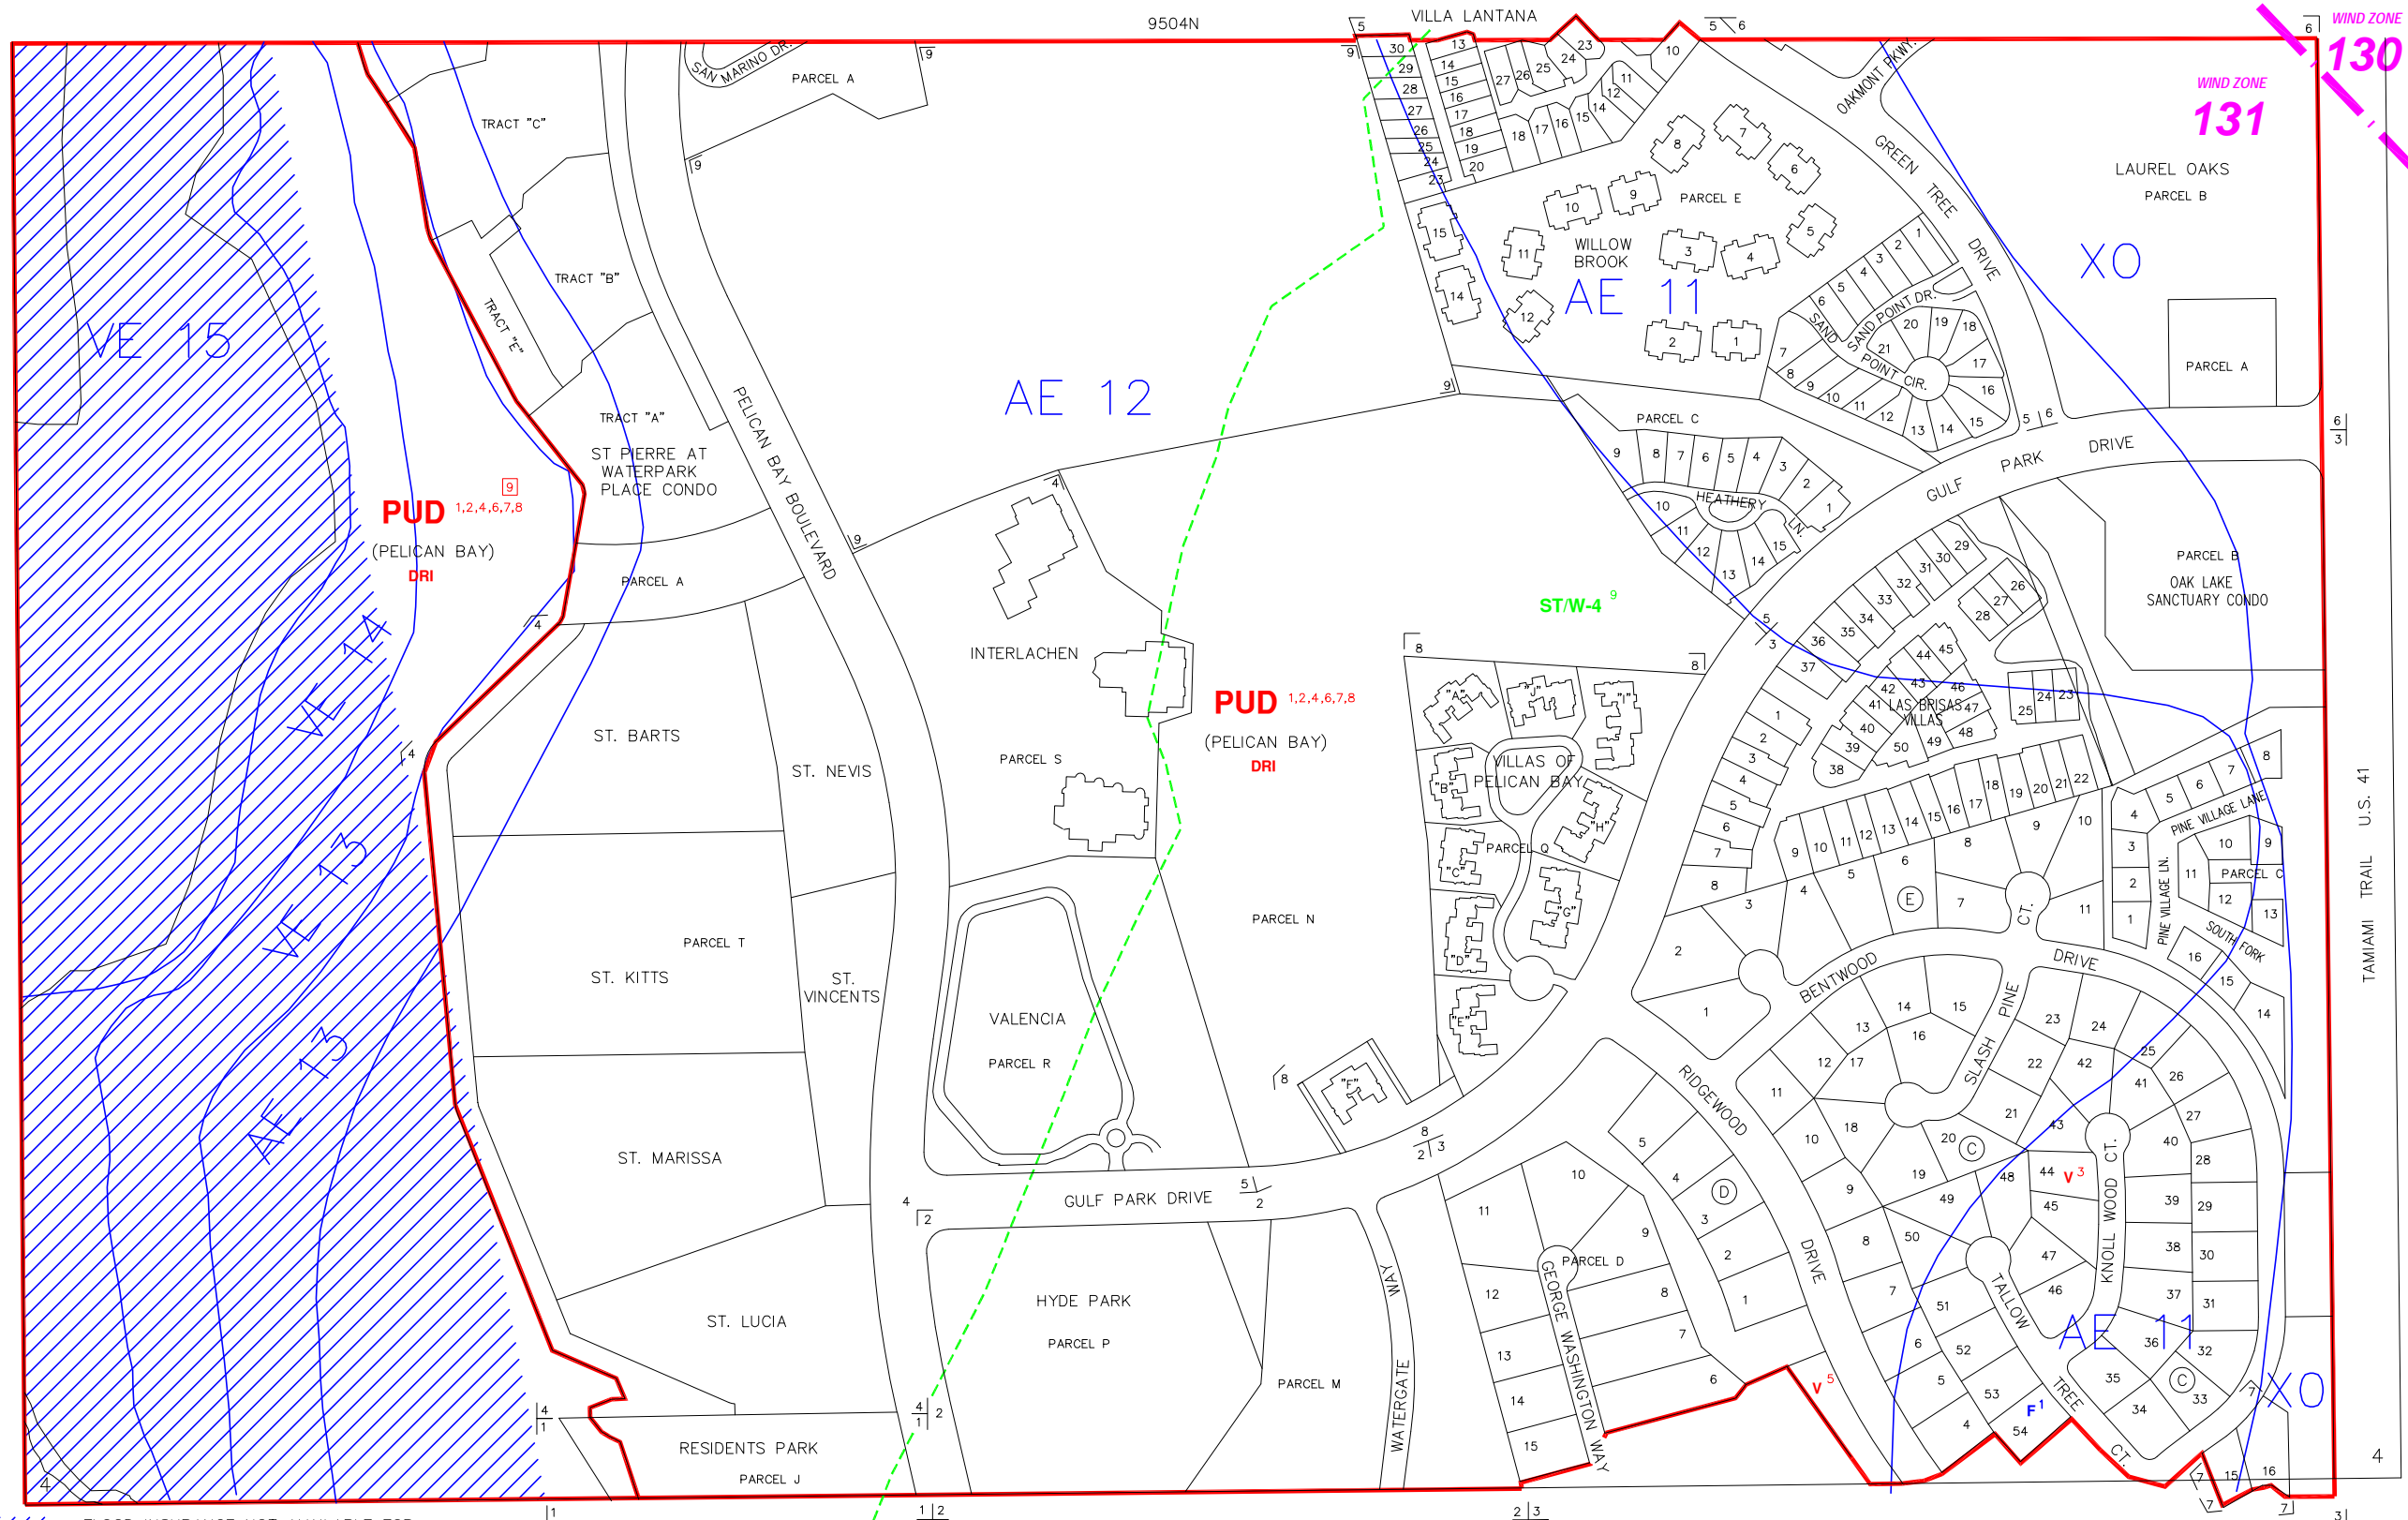 9504N
VILLA LANTANA
WIND ZONE
130
WIND ZONE
131
SAN MARINO DR.
PARCEL A
TRACT "C"
TRACT "B"
TRACT "E"
TRACT "A"
ST PIERRE AT
WATERPARK
PLACE CONDO
PARCEL A
VE 15
VE 14
VE 13
AE 13
AE 12
PUD 1,2,4,6,7,8
9
(PELICAN BAY)
DRI
PELICAN BAY BOULEVARD
OAKMONT PKWY.
GREEN TREE DRIVE
LAUREL OAKS
PARCEL B
XO
PARCEL A
PARCEL E
WILLOW
BROOK
AE 11
SAND POINT DR.
SAND POINT CIR.
PARCEL C
HEATHERY LN.
GULF PARK DRIVE
PARCEL B
OAK LAKE
SANCTUARY CONDO
ST/W-4 9
INTERLACHEN
PARCEL S
PUD 1,2,4,6,7,8
(PELICAN BAY)
DRI
"A"
"J"
"I"
"B"
"H"
"C"
"G"
"D"
"E"
"F"
VILLAS OF
PELICAN BAY
PARCEL Q
LAS BRISAS
VILLAS
PINE VILLAGE LANE
PINE VILLAGE LN.
PARCEL C
SOUTH FORK
TAMIAMI TRAIL U.S. 41
ST. BARTS
ST. NEVIS
PARCEL T
ST. KITTS
ST.
VINCENTS
ST. MARISSA
ST. LUCIA
VALENCIA
PARCEL R
PARCEL N
GULF PARK DRIVE
HYDE PARK
PARCEL P
PARCEL M
RESIDENTS PARK
PARCEL J
WATERGATE WAY
GEORGE WASHINGTON WAY
PARCEL D
RIDGEWOOD DRIVE
BENTWOOD DRIVE
CT.
SLASH PINE
KNOLL WOOD CT.
TALLOW TREE CT.
E
D
C
C
V 3
V 5
F 1
AE 11
XO
4
4